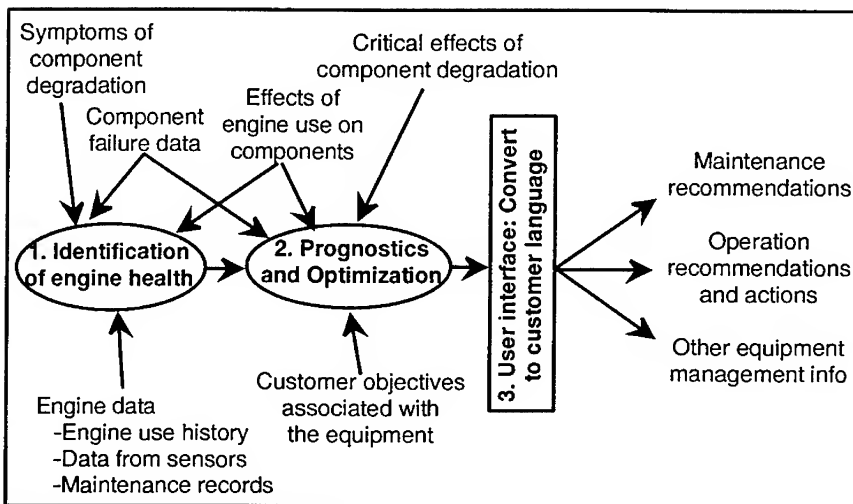 Symptoms of
component
degradation
Critical effects of
component degradation
Component
failure data
Effects of
engine use on
components
1. Identification
of engine health
2. Prognostics
and Optimization
3. User interface: Convert
to customer language
Maintenance
recommendations
Operation
recommendations
and actions
Other equipment
management info
Engine data
-Engine use history
-Data from sensors
-Maintenance records
Customer objectives
associated with
the equipment